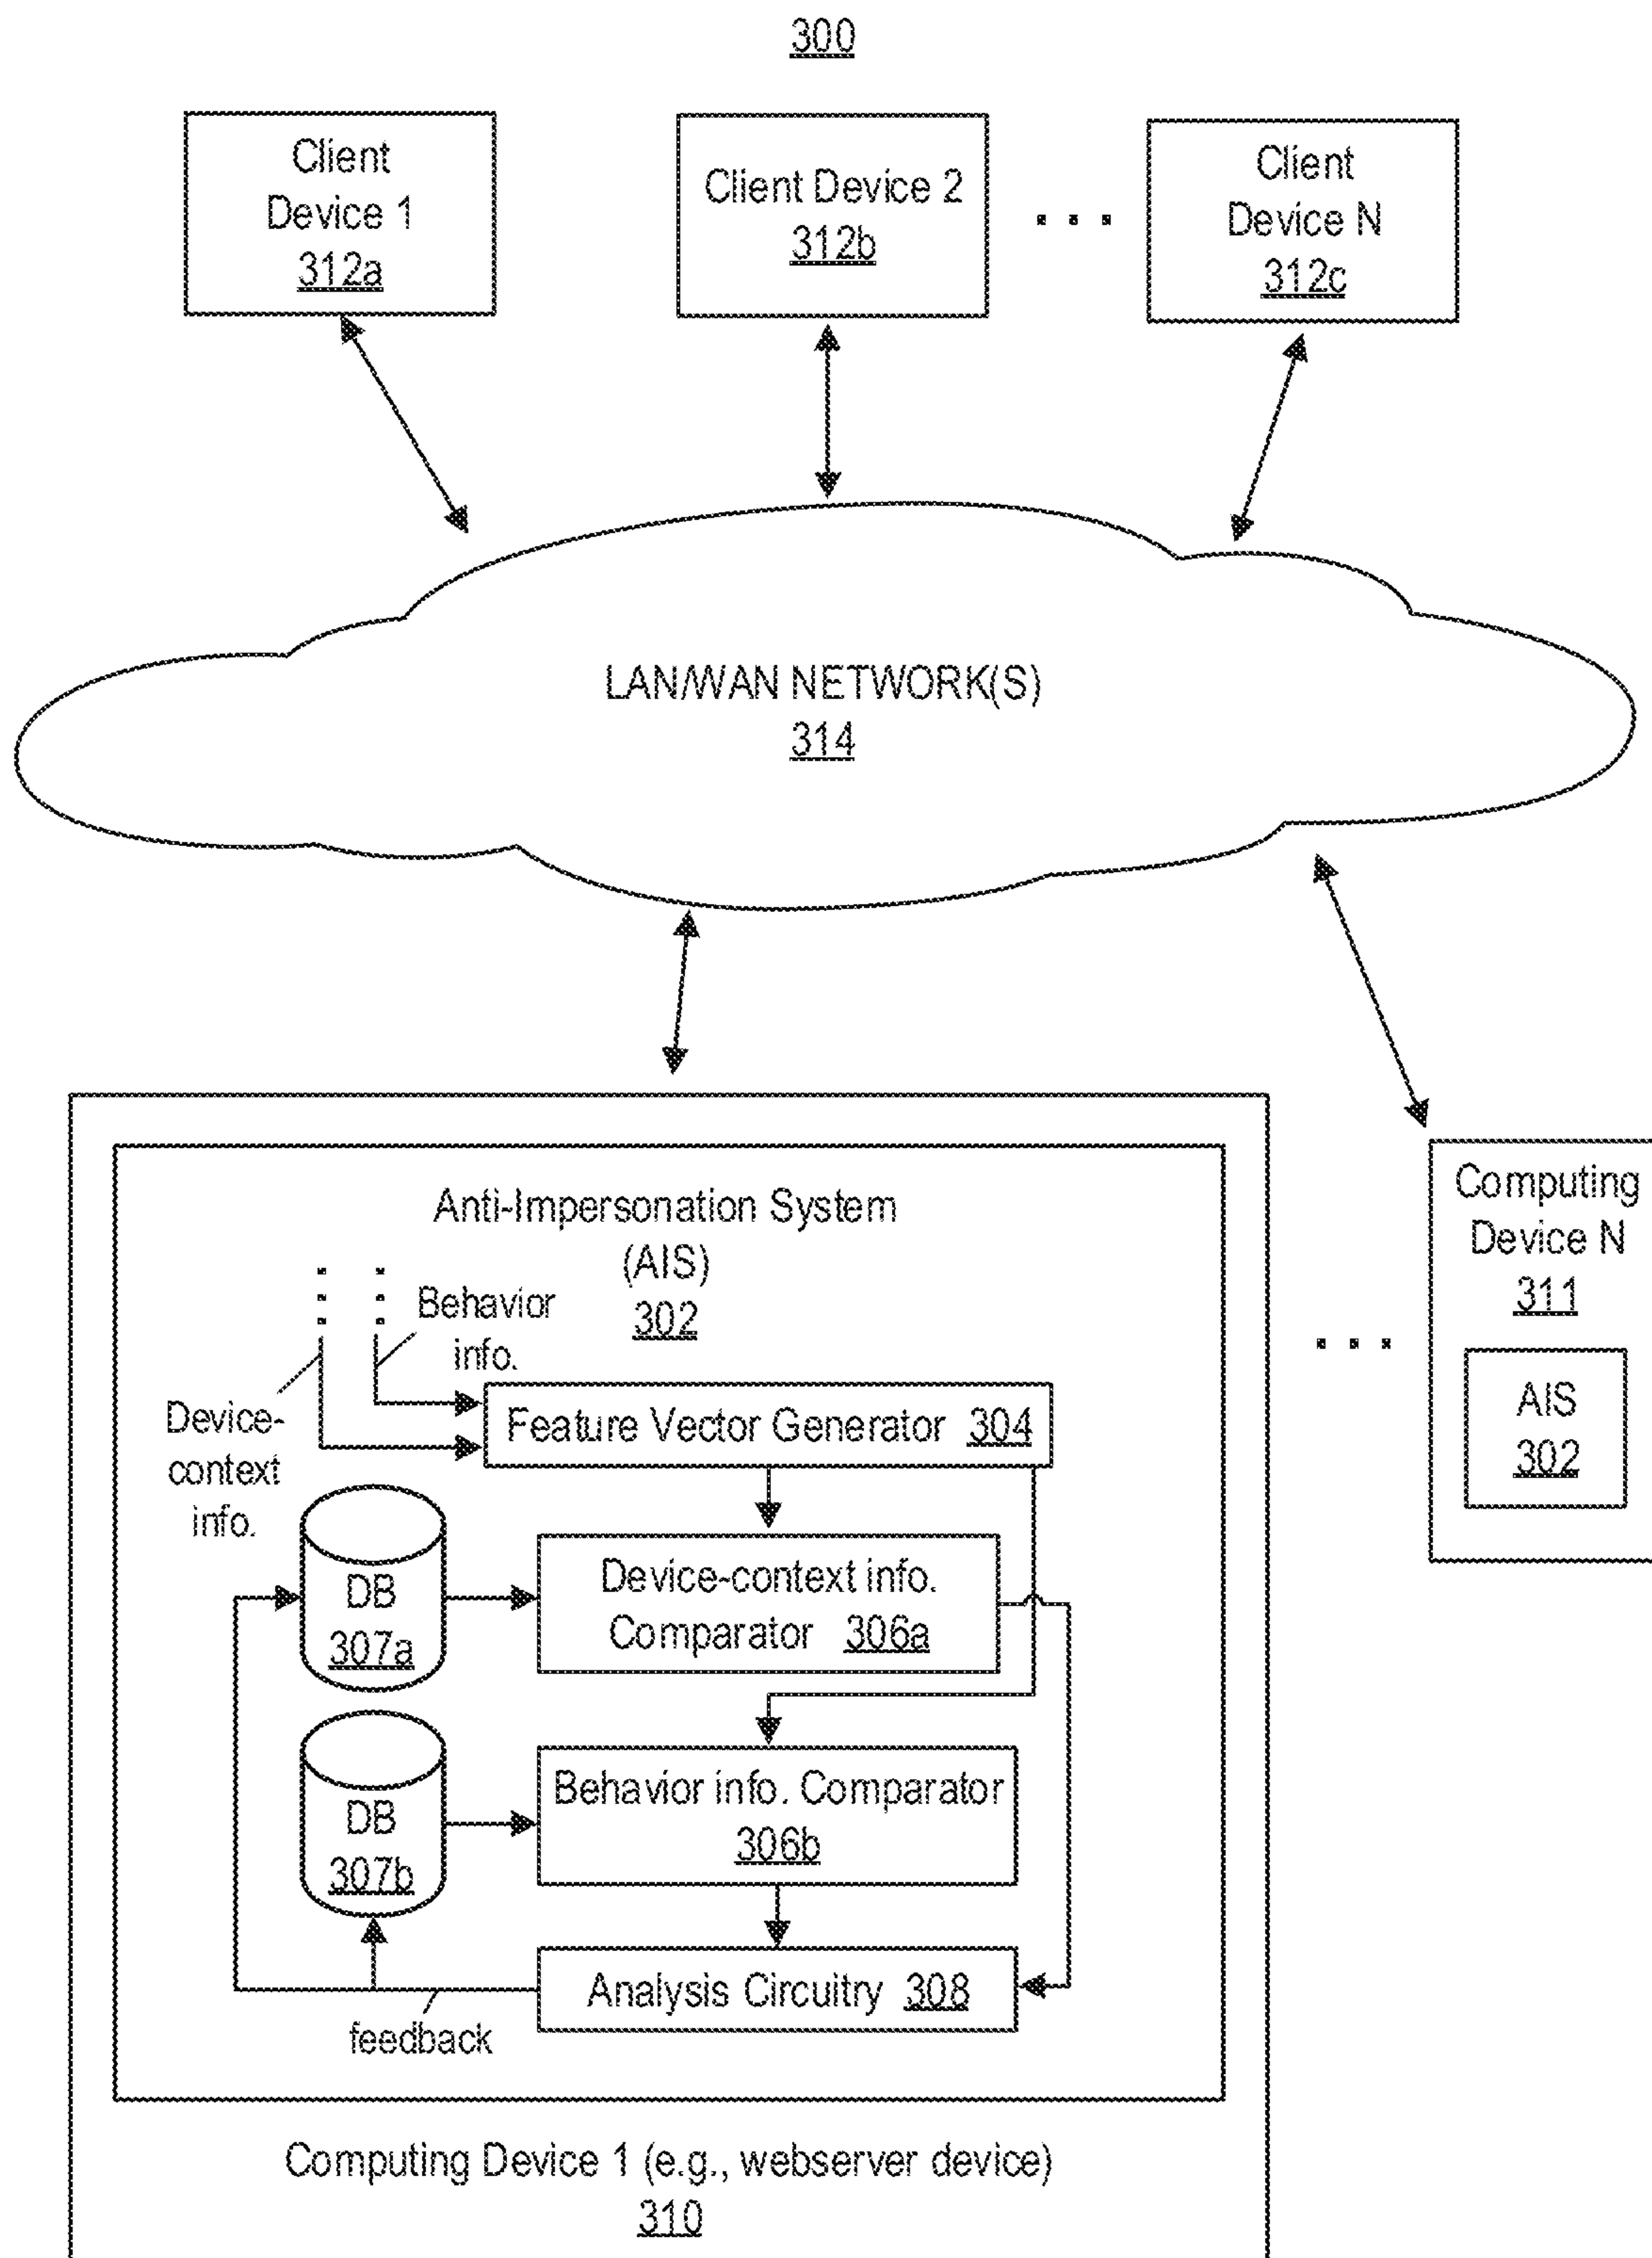 300
Client
Device 1
312a
Client Device 2
312b
Client
Device N
312c
LAN/WAN NETWORK(S)
314
Anti-Impersonation System
(AIS)
302
Behavior
info.
Device-
context
info.
Feature Vector Generator 304
DB
307a
Device-context info.
Comparator 306a
DB
307b
Behavior info. Comparator
306b
Analysis Circuitry 308
feedback
Computing Device 1 (e.g., webserver device)
310
Computing
Device N
311
AIS
302